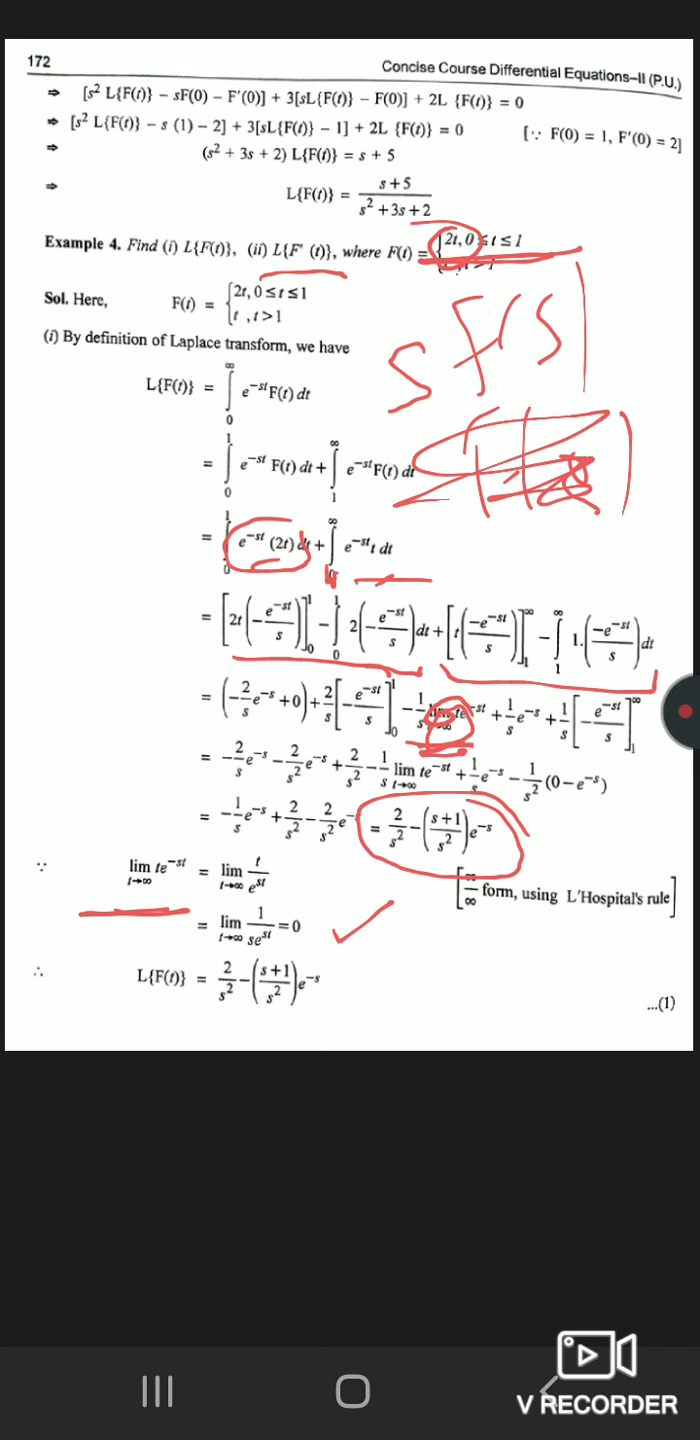 172
Concise Course Differential Equations–II (P.U.)
⇒ [s² L{F(t)} – sF(0) – F′(0)] + 3[sL{F(t)} – F(0)] + 2L {F(t)} = 0
⇒ [s² L{F(t)} – s (1) – 2] + 3[sL{F(t)} – 1] + 2L {F(t)} = 0 [∵ F(0) = 1, F′(0) = 2]
⇒ (s² + 3s + 2) L{F(t)} = s + 5
⇒ L{F(t)} = (s+5)/(s²+3s+2)
Example 4. Find (i) L{F(t)}, (ii) L{F′ (t)}, where F(t) = {2t, 0 ≤ t ≤ 1
Sol. Here, F(t) = {2t, 0 ≤ t ≤ 1
t , t > 1
(i) By definition of Laplace transform, we have
L{F(t)} = ∫₀^∞ e^(–st) F(t) dt
= ∫₀^1 e^(–st) F(t) dt + ∫₁^∞ e^(–st) F(t) dt
= ∫₀^1 e^(–st) (2t) dt + ∫^∞ e^(–st) t dt
= [2t(–e^(–st)/s)]₀^1 – ∫₀^1 2(–e^(–st)/s) dt + [t(–e^(–st)/s)]₁^∞ – ∫₁^∞ 1.(–e^(–st)/s) dt
= (–2/s e^(–s) + 0) + 2/s [–e^(–st)/s]₀^1 – 1/s te^(–st) + 1/s e^(–s) + 1/s [–e^(–st)/s]₁^∞
= –2/s e^(–s) – 2/s² e^(–s) + 2/s² – 1/s lim t→∞ te^(–st) + 1/s e^(–s) – 1/s² (0 – e^(–s))
= –1/s e^(–s) + 2/s² – 2/s² e = 2/s² – ((s+1)/s²) e^(–s)
∵ lim t→∞ te^(–st) = lim t→∞ t/e^(st) [∞/∞ form, using L'Hospital's rule]
= lim t→∞ 1/(se^(st)) = 0
∴ L{F(t)} = 2/s² – ((s+1)/s²) e^(–s)
...(1)
V RECORDER